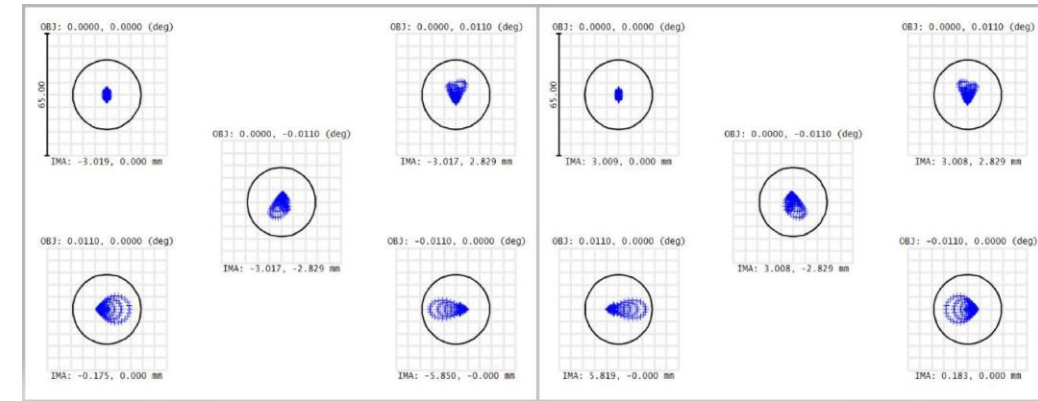 OBJ: 0.0000, 0.0000 (deg)
OBJ: 0.0000, 0.0110 (deg)
65.00
OBJ: 0.0000, -0.0110 (deg)
IMA: -3.019, 0.000 mm
IMA: -3.017, 2.829 mm
OBJ: 0.0110, 0.0000 (deg)
OBJ: -0.0110, 0.0000 (deg)
IMA: -3.017, -2.829 mm
IMA: -0.175, 0.000 mm
IMA: -5.850, -0.000 mm
OBJ: 0.0000, 0.0000 (deg)
OBJ: 0.0000, 0.0110 (deg)
65.00
OBJ: 0.0000, -0.0110 (deg)
IMA: 3.009, 0.000 mm
IMA: 3.008, 2.829 mm
OBJ: 0.0110, 0.0000 (deg)
OBJ: -0.0110, 0.0000 (deg)
IMA: 3.008, -2.829 mm
IMA: 5.819, -0.000 mm
IMA: 0.183, 0.000 mm